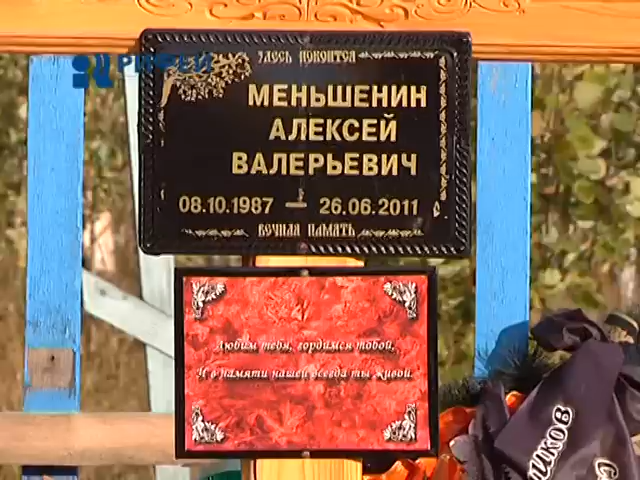 РИФЕЙ
ЗДЕСЬ ПОКОИТСЯ
МЕНЬШЕНИН
АЛЕКСЕЙ
ВАЛЕРЬЕВИЧ
08.10.1987 – 26.06.2011
ВЕЧНАЯ ПАМЯТЬ
Любим тебя, гордимся тобой,
И в памяти нашей всегда ты живой.